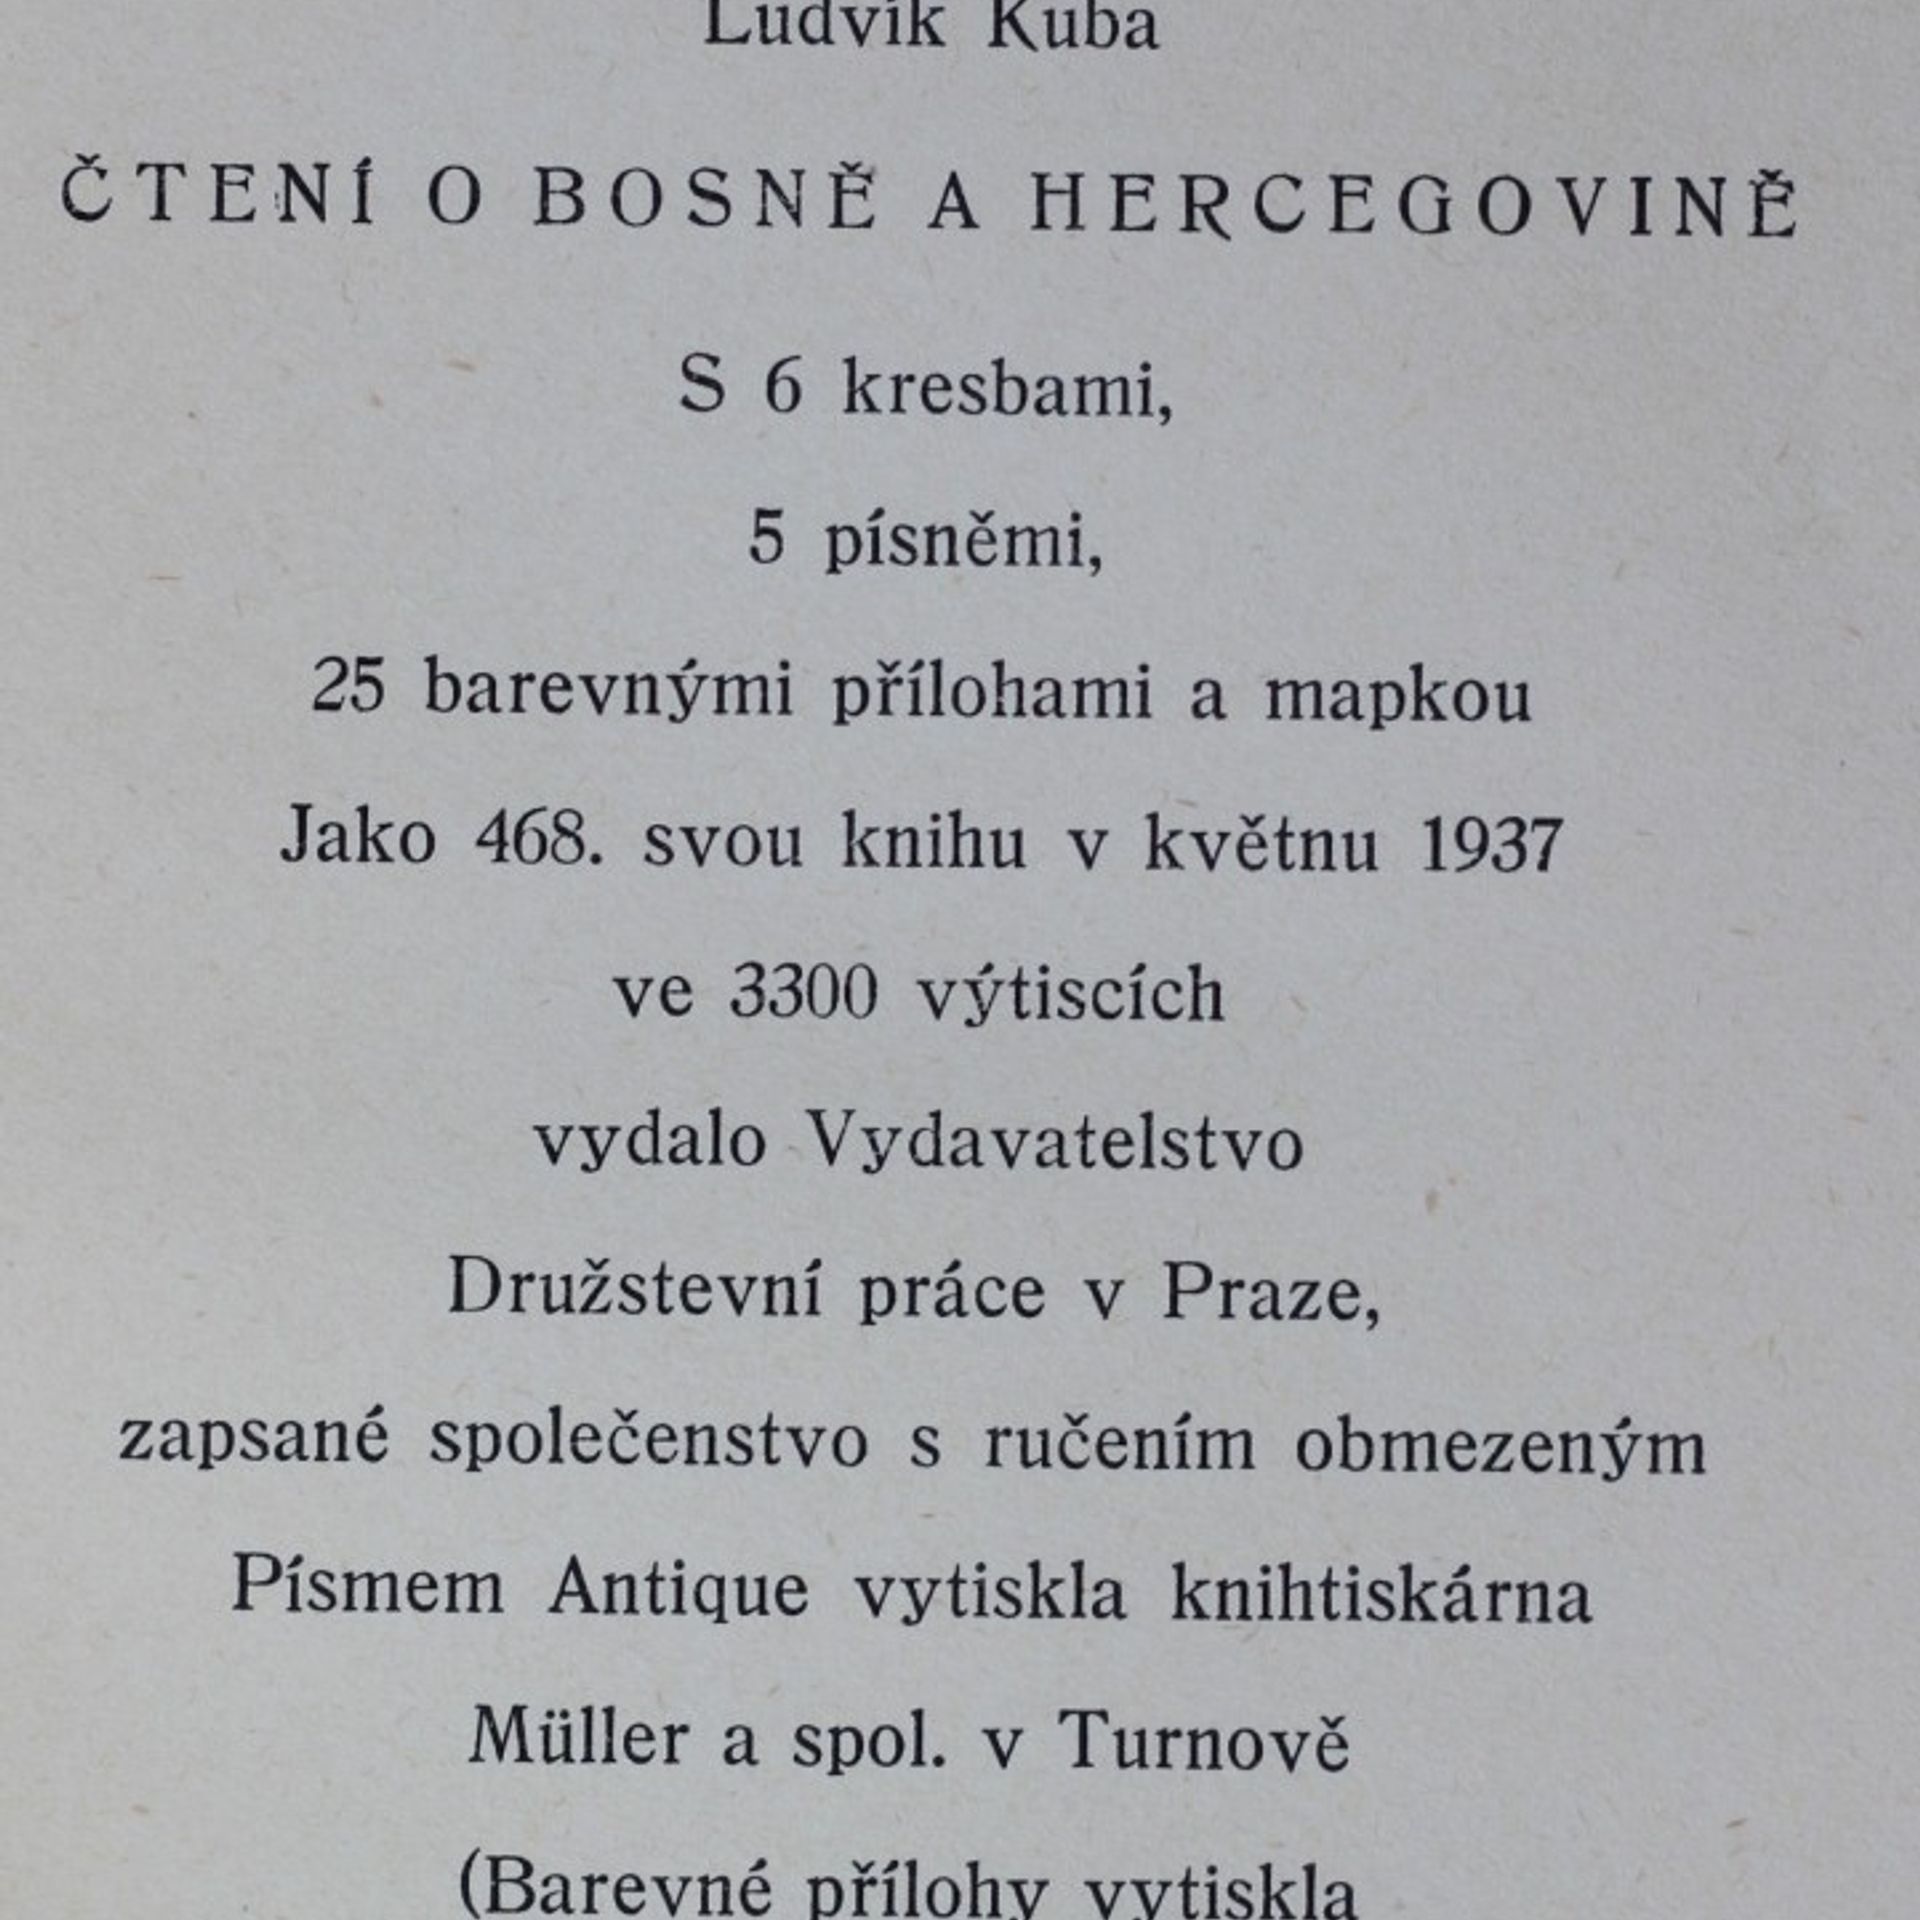 Ludvík Kuba
ČTENÍ O BOSNĚ A HERCEGOVINĚ
S 6 kresbami,
5 písněmi,
25 barevnými přílohami a mapkou
Jako 468. svou knihu v květnu 1937
ve 3300 výtiscích
vydalo Vydavatelstvo
Družstevní práce v Praze,
zapsané společenstvo s ručením obmezeným
Písmem Antique vytiskla knihtiskárna
Müller a spol. v Turnově
(Barevné přílohy vytiskla